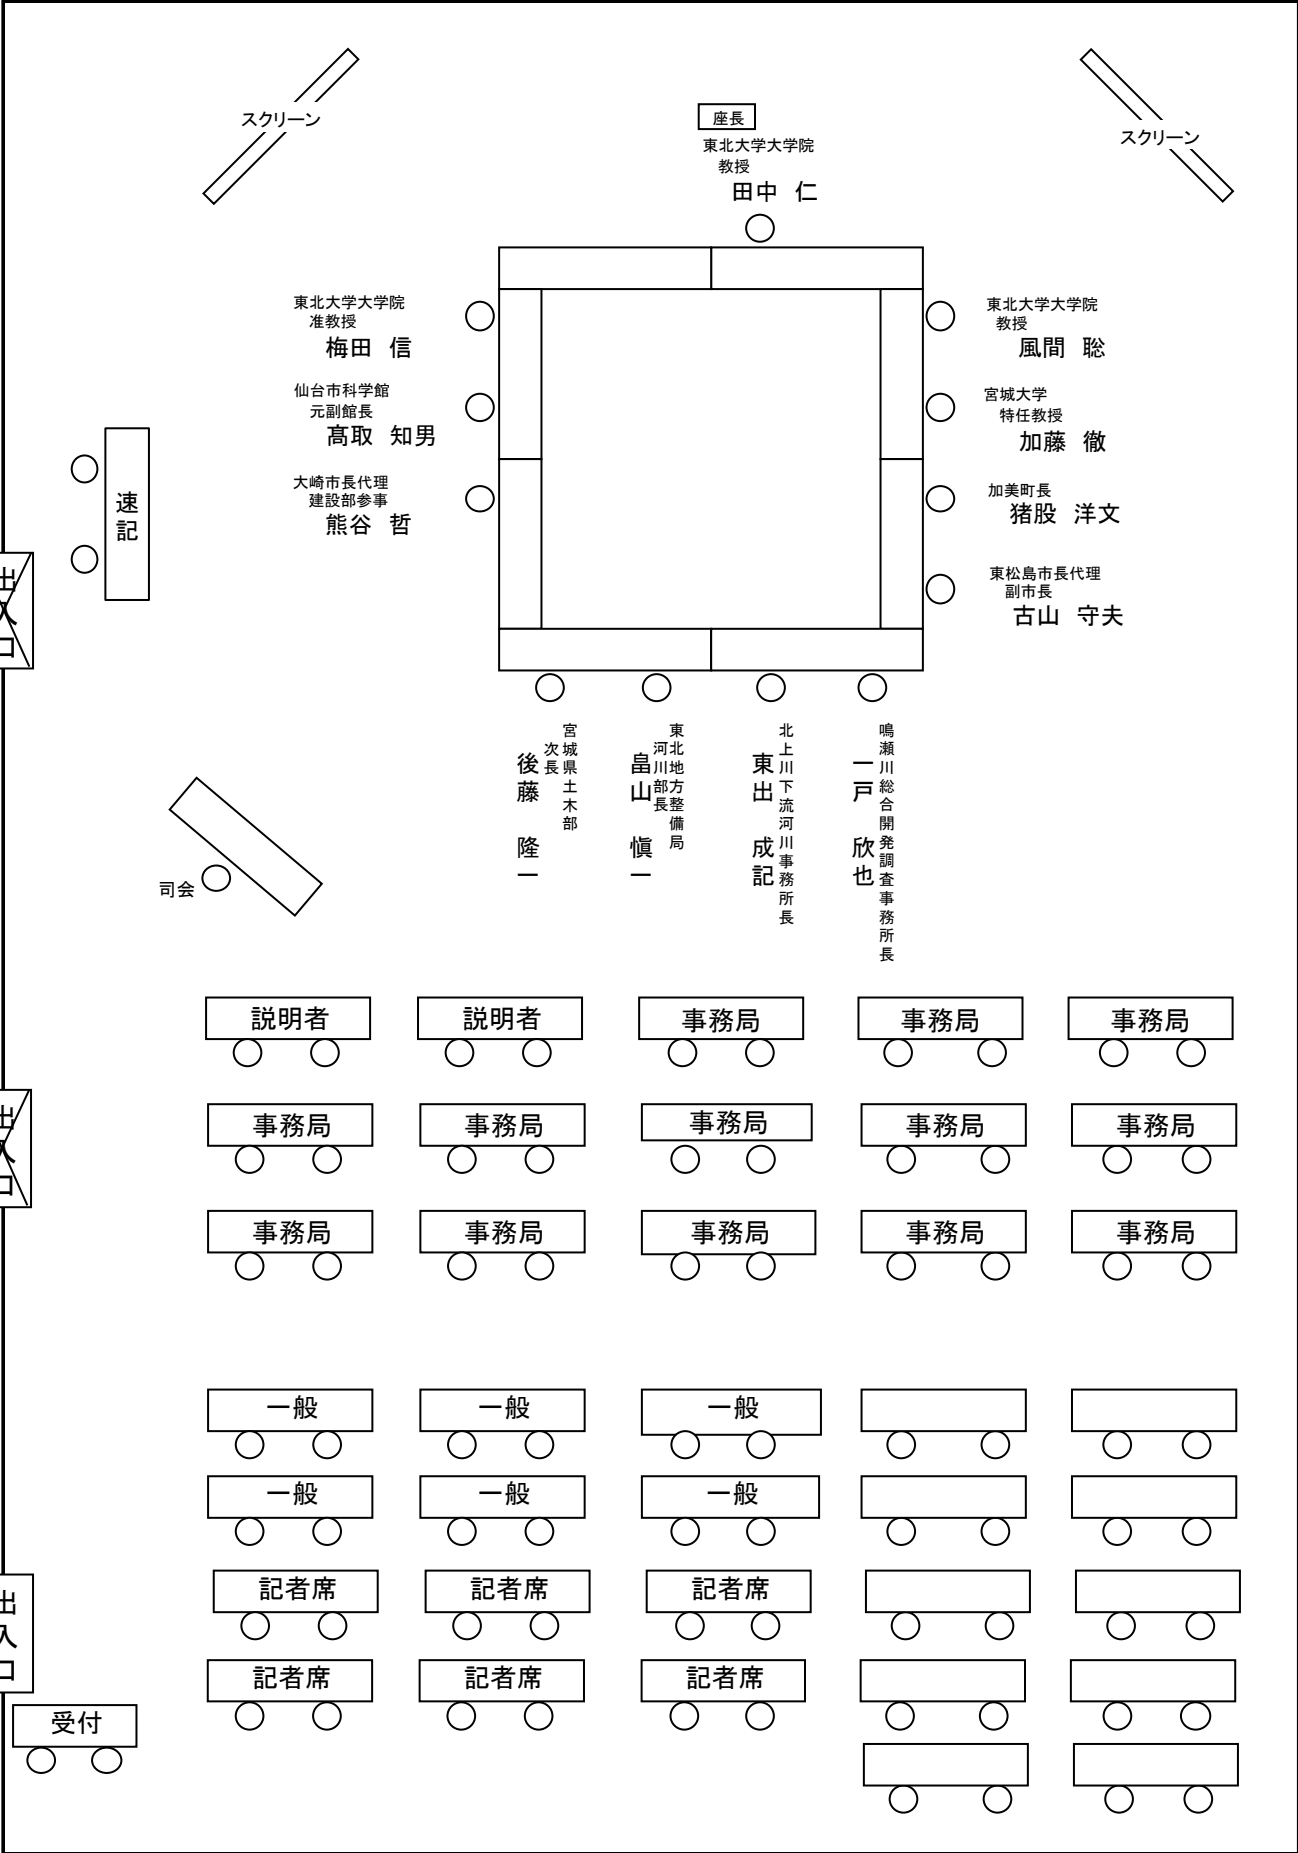 スクリーン
スクリーン
座長
東北大学大学院
教授
田中 仁
東北大学大学院
准教授
梅田 信
仙台市科学館
元副館長
髙取 知男
大崎市長代理
建設部参事
熊谷 哲
東北大学大学院
教授
風間 聡
宮城大学
特任教授
加藤 徹
加美町長
猪股 洋文
東松島市長代理
副市長
古山 守夫
速記
出入口
宮城県土木部
次長
後藤 隆一
東北地方整備局
河川部長
畠山 愼一
北上川下流河川事務所長
東出 成記
鳴瀬川総合開発調査事務所長
一戸 欣也
司会
説明者
説明者
事務局
事務局
事務局
事務局
事務局
事務局
事務局
事務局
出入口
事務局
事務局
事務局
事務局
事務局
一般
一般
一般
一般
一般
一般
記者席
記者席
記者席
出入口
記者席
記者席
記者席
受付